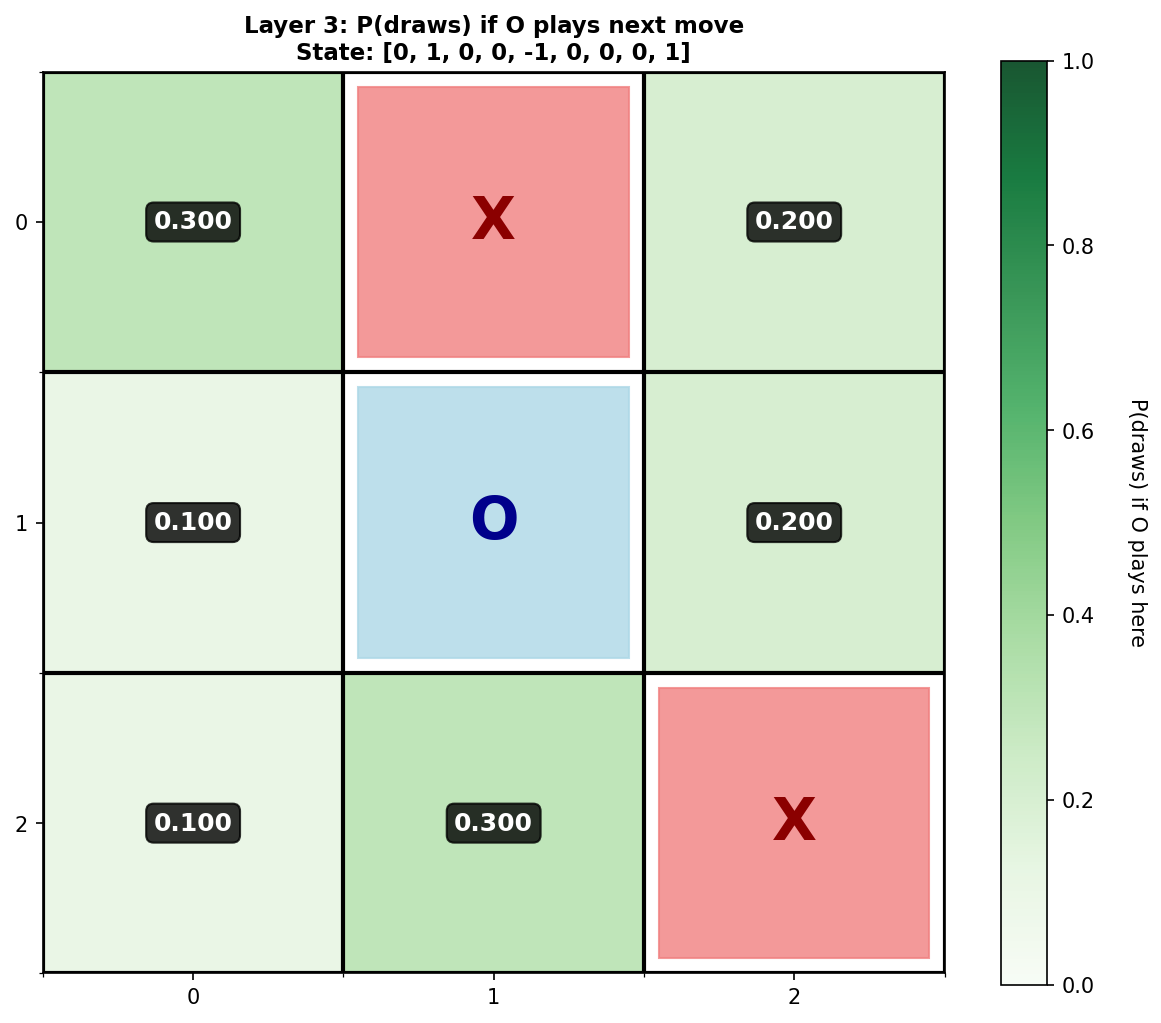 Layer 3: P(draws) if O plays next move
State: [0, 1, 0, 0, -1, 0, 0, 0, 1]
0 0.300 X 0.200
1 0.100 O 0.200
2 0.100 0.300 X
0 1 2
1.0
0.8
0.6
0.4
0.2
0.0
P(draws) if O plays here